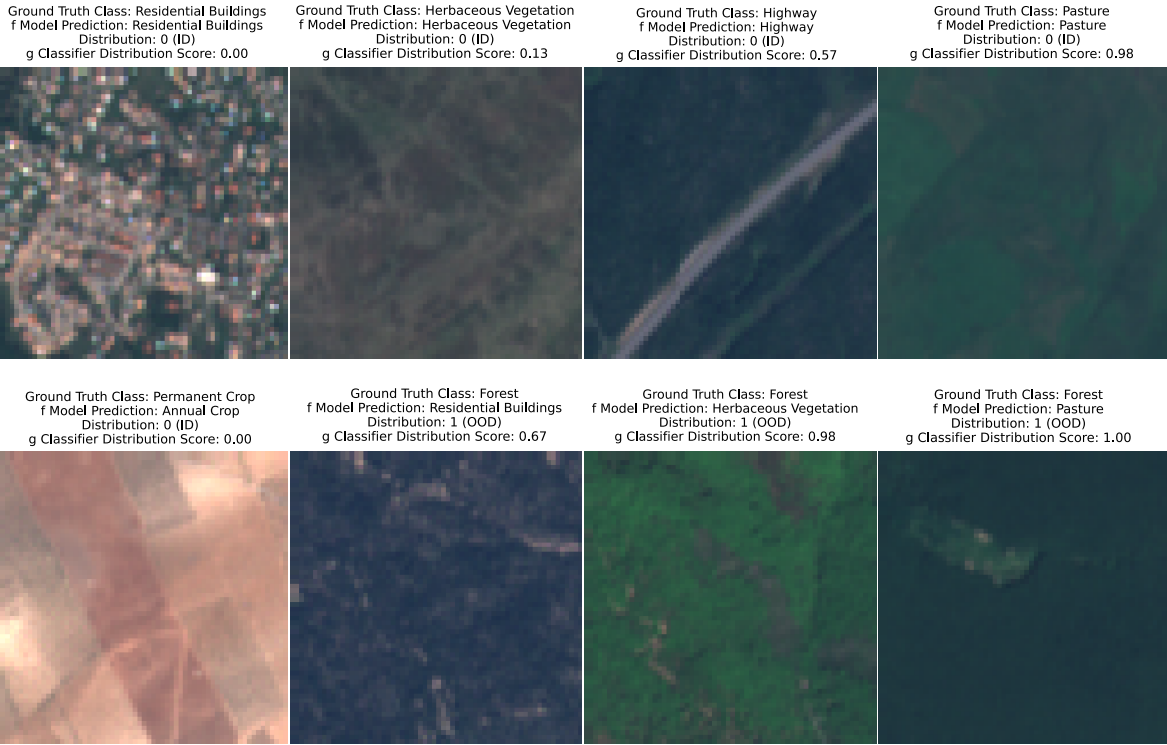 Ground Truth Class: Residential Buildings
f Model Prediction: Residential Buildings
Distribution: 0 (ID)
g Classifier Distribution Score: 0.00
Ground Truth Class: Herbaceous Vegetation
f Model Prediction: Herbaceous Vegetation
Distribution: 0 (ID)
g Classifier Distribution Score: 0.13
Ground Truth Class: Highway
f Model Prediction: Highway
Distribution: 0 (ID)
g Classifier Distribution Score: 0.57
Ground Truth Class: Pasture
f Model Prediction: Pasture
Distribution: 0 (ID)
g Classifier Distribution Score: 0.98
Ground Truth Class: Permanent Crop
f Model Prediction: Annual Crop
Distribution: 0 (ID)
g Classifier Distribution Score: 0.00
Ground Truth Class: Forest
f Model Prediction: Residential Buildings
Distribution: 1 (OOD)
g Classifier Distribution Score: 0.67
Ground Truth Class: Forest
f Model Prediction: Herbaceous Vegetation
Distribution: 1 (OOD)
g Classifier Distribution Score: 0.98
Ground Truth Class: Forest
f Model Prediction: Pasture
Distribution: 1 (OOD)
g Classifier Distribution Score: 1.00